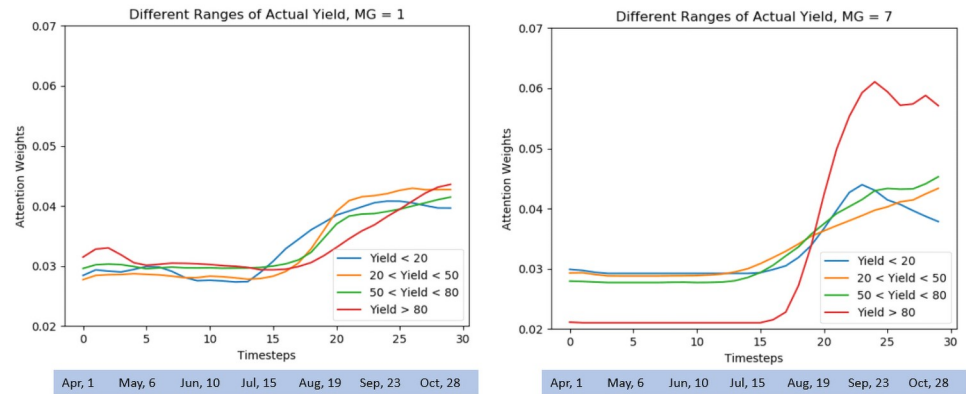 Different Ranges of Actual Yield, MG = 1
0.07
0.06
0.05
0.04
0.03
0.02
Attention Weights
Yield < 20
20 < Yield < 50
50 < Yield < 80
Yield > 80
0 5 10 15 20 25 30
Timesteps
Apr, 1 May, 6 Jun, 10 Jul, 15 Aug, 19 Sep, 23 Oct, 28
Different Ranges of Actual Yield, MG = 7
0.07
0.06
0.05
0.04
0.03
0.02
Attention Weights
Yield < 20
20 < Yield < 50
50 < Yield < 80
Yield > 80
0 5 10 15 20 25 30
Timesteps
Apr, 1 May, 6 Jun, 10 Jul, 15 Aug, 19 Sep, 23 Oct, 28